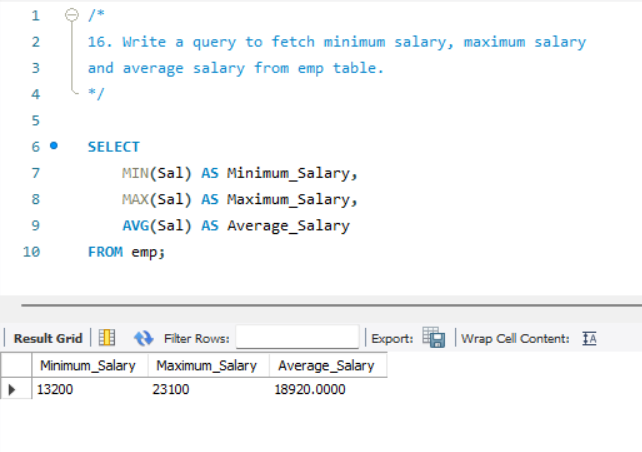 1 /*
2 16. Write a query to fetch minimum salary, maximum salary
3 and average salary from emp table.
4 */
5
6 SELECT
7 MIN(Sal) AS Minimum_Salary,
8 MAX(Sal) AS Maximum_Salary,
9 AVG(Sal) AS Average_Salary
10 FROM emp;
Result Grid Filter Rows: Export: Wrap Cell Content: IA
Minimum_Salary Maximum_Salary Average_Salary
13200 23100 18920.0000